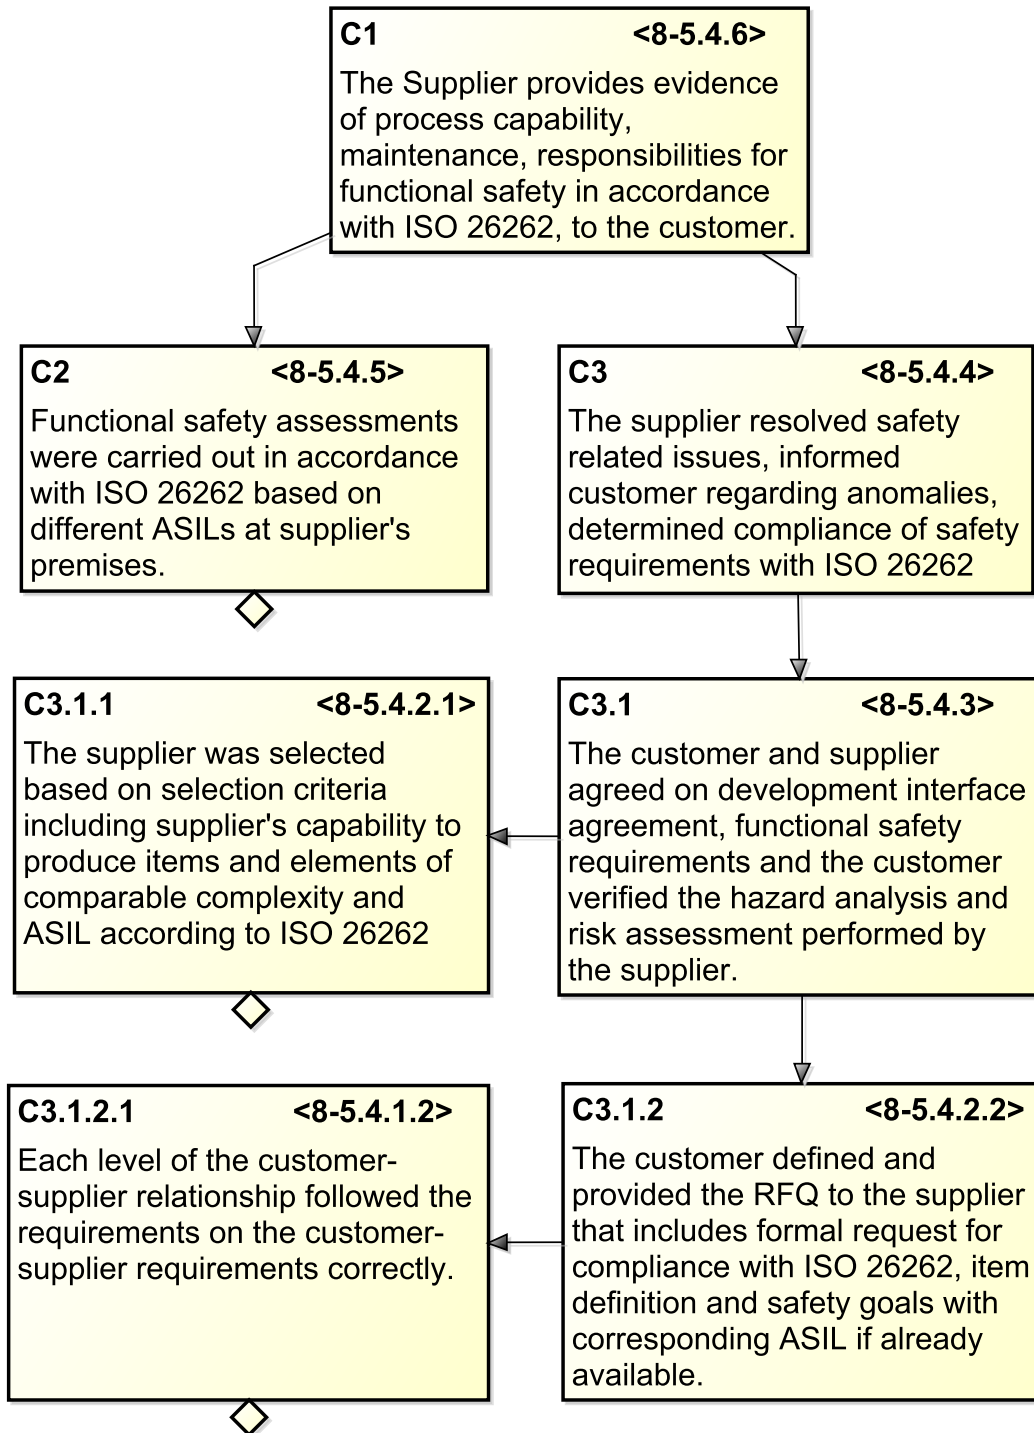 C1 <8-5.4.6>
The Supplier provides evidence
of process capability,
maintenance, responsibilities for
functional safety in accordance
with ISO 26262, to the customer.
C2 <8-5.4.5>
Functional safety assessments
were carried out in accordance
with ISO 26262 based on
different ASILs at supplier's
premises.
C3 <8-5.4.4>
The supplier resolved safety
related issues, informed
customer regarding anomalies,
determined compliance of safety
requirements with ISO 26262
C3.1.1 <8-5.4.2.1>
The supplier was selected
based on selection criteria
including supplier's capability to
produce items and elements of
comparable complexity and
ASIL according to ISO 26262
C3.1 <8-5.4.3>
The customer and supplier
agreed on development interface
agreement, functional safety
requirements and the customer
verified the hazard analysis and
risk assessment performed by
the supplier.
C3.1.2.1 <8-5.4.1.2>
Each level of the customer-
supplier relationship followed the
requirements on the customer-
supplier requirements correctly.
C3.1.2 <8-5.4.2.2>
The customer defined and
provided the RFQ to the supplier
that includes formal request for
compliance with ISO 26262, item
definition and safety goals with
corresponding ASIL if already
available.